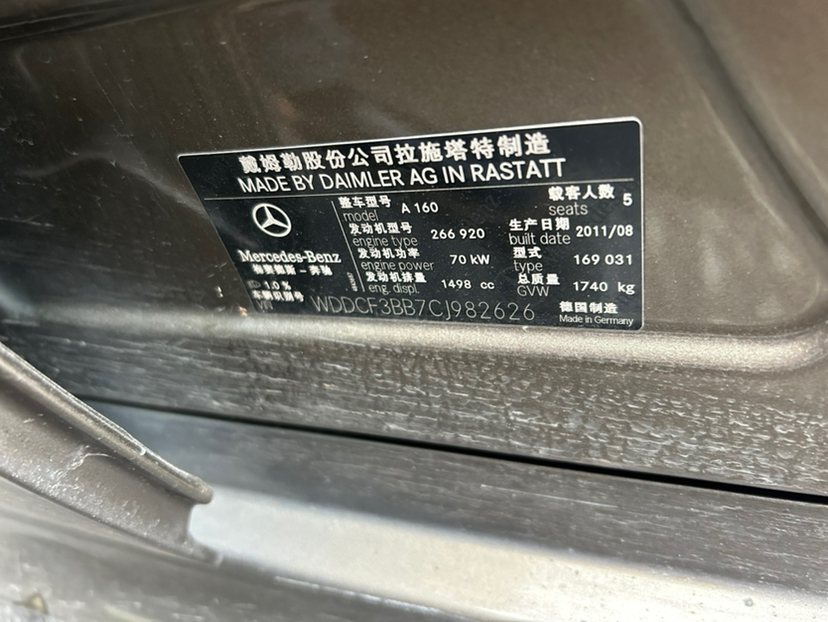 戴姆勒股份公司拉施塔特制造
MADE BY DAIMLER AG IN RASTATT
整车型号 载客人数
model A 160 seats 5
发动机型号 生产日期
engine type 266 920 built date 2011/08
发动机功率 型式
engine power 70 kW type 169 031
发动机排量 总质量
eng. displ. 1498 cc GVW 1740 kg
Mercedes-Benz
梅赛德斯－奔驰
1.0 %
车辆识别号
VIN WDDCF3BB7CJ982626
德国制造
Made in Germany